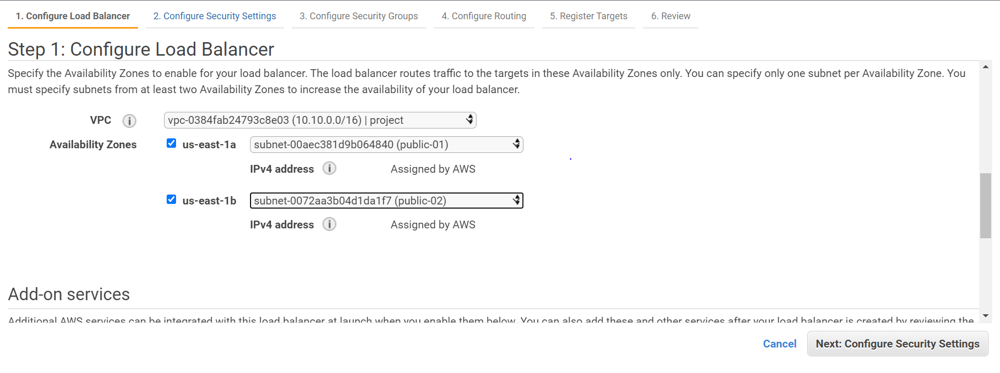 1. Configure Load Balancer 2. Configure Security Settings 3. Configure Security Groups 4. Configure Routing 5. Register Targets 6. Review
Step 1: Configure Load Balancer
Specify the Availability Zones to enable for your load balancer. The load balancer routes traffic to the targets in these Availability Zones only. You can specify only one subnet per Availability Zone. You
must specify subnets from at least two Availability Zones to increase the availability of your load balancer.
VPC i vpc-0384fab24793c8e03 (10.10.0.0/16) | project
Availability Zones us-east-1a subnet-00aec381d9b064840 (public-01)
IPv4 address i Assigned by AWS
us-east-1b subnet-0072aa3b04d1da1f7 (public-02)
IPv4 address i Assigned by AWS
Add-on services
Additional AWS services can be integrated with this load balancer at launch when you enable them below. You can also add these and other services after your load balancer is created by reviewing the
Cancel Next: Configure Security Settings